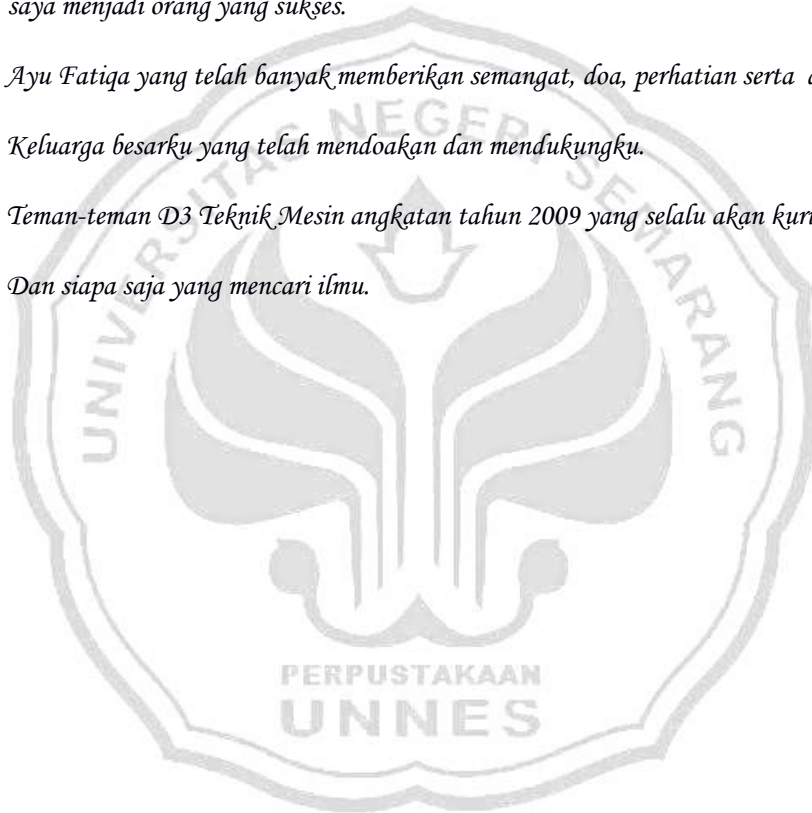 saya menjadi orang yang sukses.
Ayu Fatiqa yang telah banyak memberikan semangat, doa, perhatian serta
Keluarga besarku yang telah mendoakan dan mendukungku.
Teman-teman D3 Teknik Mesin angkatan tahun 2009 yang selalu akan
Dan siapa saja yang mencari ilmu.
UNIVERSITAS NEGERI SEMARANG
PERPUSTAKAAN
UNNES